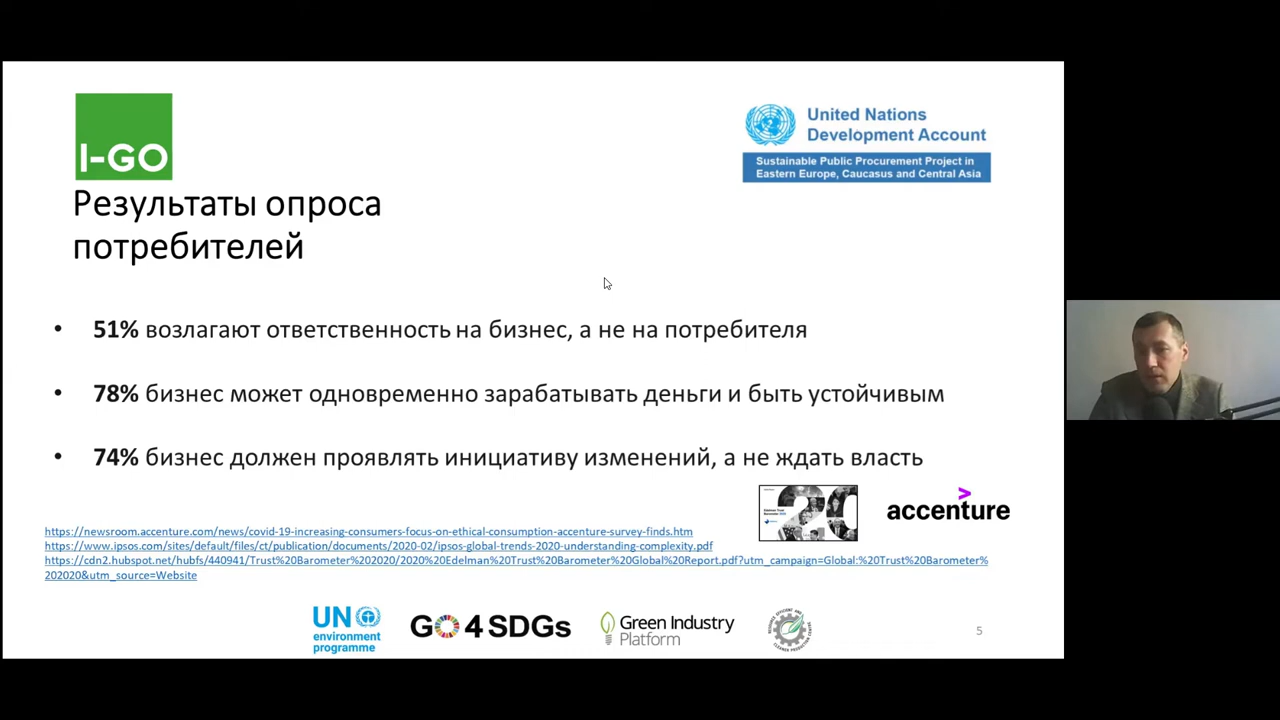 I-GO
United Nations
Development Account
Sustainable Public Procurement Project in
Eastern Europe, Caucasus and Central Asia
Результаты опроса
потребителей
• 51% возлагают ответственность на бизнес, а не на потребителя
• 78% бизнес может одновременно зарабатывать деньги и быть устойчивым
• 74% бизнес должен проявлять инициативу изменений, а не ждать власть
20
accenture
https://newsroom.accenture.com/news/covid-19-increasing-consumers-focus-on-ethical-consumption-accenture-survey-finds.htm
https://www.ipsos.com/sites/default/files/ct/publication/documents/2020-02/ipsos-global-trends-2020-understanding-complexity.pdf
https://cdn2.hubspot.net/hubfs/440941/Trust%20Barometer%202020/2020%20Edelman%20Trust%20Barometer%20Global%20Report.pdf?utm_campaign=Global:%20Trust%20Barometer%
202020&utm_source=Website
UN
environment
programme
GO 4 SDGs
Green Industry
Platform
5